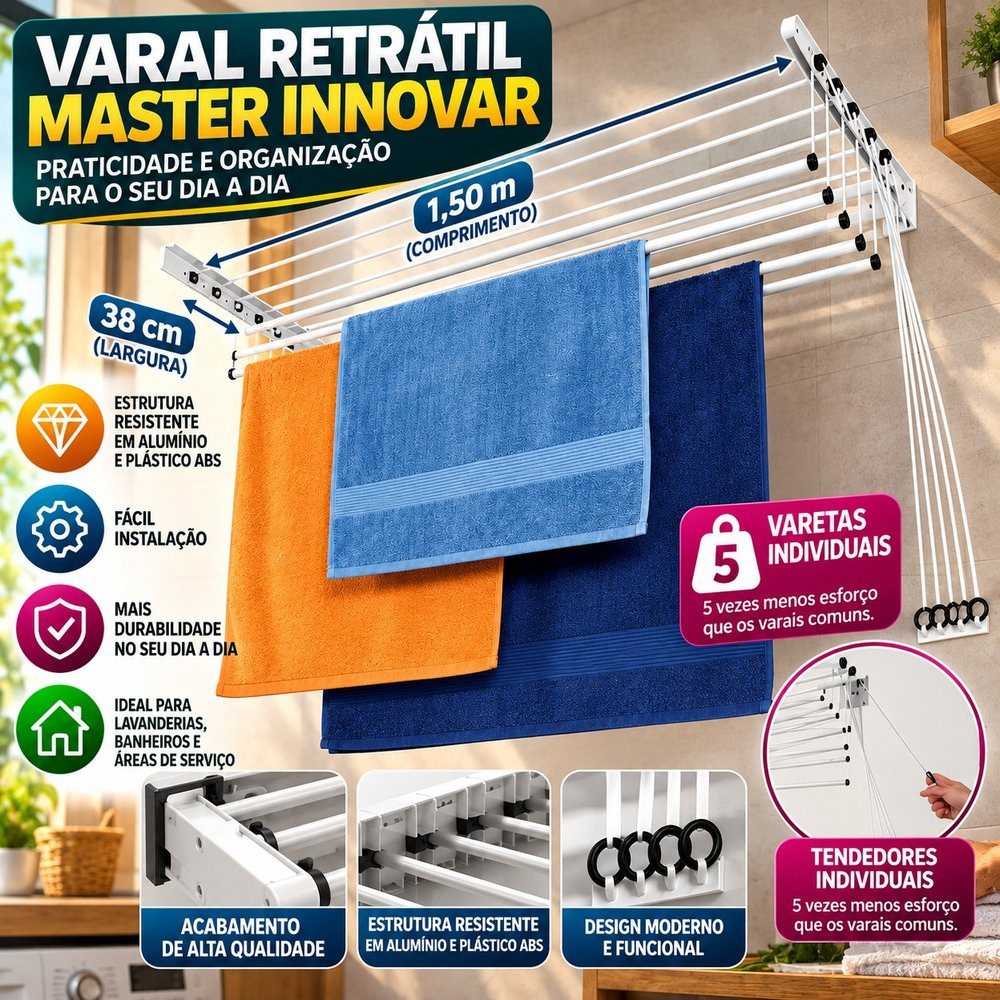 VARAL RETRÁTIL
MASTER INNOVAR
PRATICIDADE E ORGANIZAÇÃO
PARA O SEU DIA A DIA
1,50 m
(COMPRIMENTO)
38 cm
(LARGURA)
ESTRUTURA
RESISTENTE
EM ALUMÍNIO
E PLÁSTICO ABS
FÁCIL
INSTALAÇÃO
MAIS
DURABILIDADE
NO SEU DIA A DIA
IDEAL PARA
LAVANDERIAS,
BANHEIROS E
ÁREAS DE SERVIÇO
5
VARETAS
INDIVIDUAIS
5 vezes menos esforço
que os varais comuns.
ACABAMENTO
DE ALTA QUALIDADE
ESTRUTURA RESISTENTE
EM ALUMÍNIO E PLÁSTICO ABS
DESIGN MODERNO
E FUNCIONAL
TENDEDORES
INDIVIDUAIS
5 vezes menos esforço
que os varais comuns.